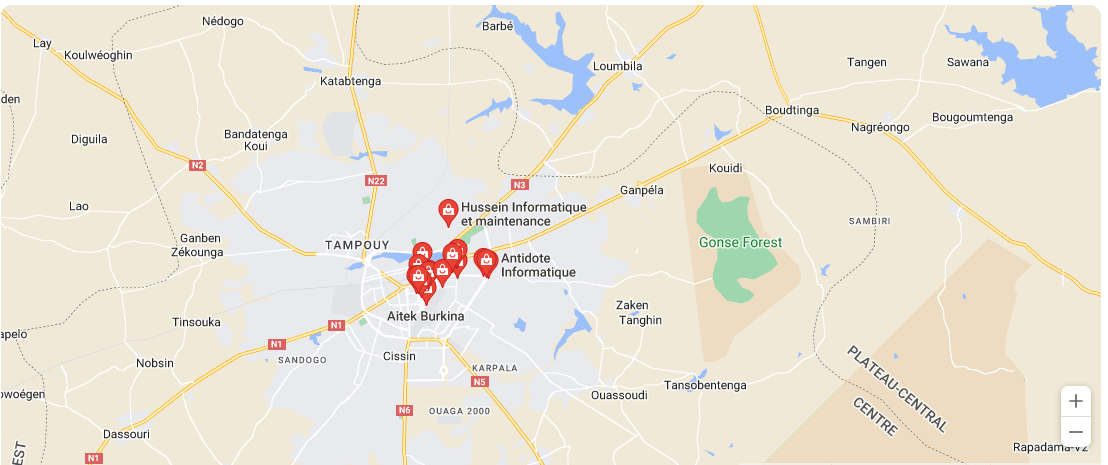 Nédogo
Barbé
Lay
Koulwéoghin
Loumbila
Tangen
Sawana
Katabtenga
den
Boudtinga
Bougoumtenga
Nagréongo
Bandatenga
Koui
Diguila
N2
N22
N3
Kouidi
Ganpéla
Lao
Hussein Informatique
et maintenance
SAMBIRI
Ganben
Zékounga
TAMPOUY
Gonse Forest
Antidote
Informatique
Zaken
Tanghin
Aitek Burkina
Tinsouka
N1
apelo
N1
SANDOGO
Cissin
KARPALA
Nobsin
N5
Tansobentenga
PLATEAU-CENTRAL
CENTRE
owoégen
Ouassoudi
N6
OUAGA 2000
Dassouri
N1
EST
Rapadama-V2
+
−